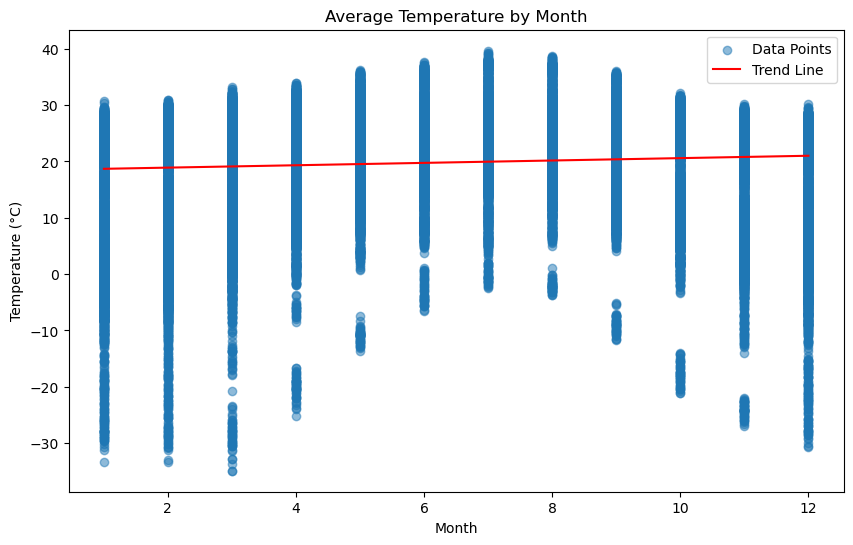 Average Temperature by Month
Data Points
Trend Line
Temperature (°C)
40
30
20
10
0
−10
−20
−30
2
4
6
8
10
12
Month